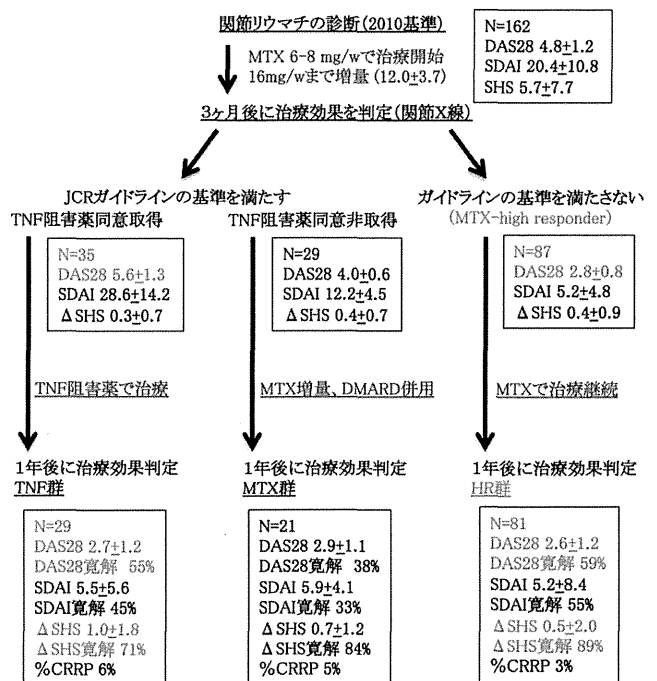 関節リウマチの診断(2010基準)
MTX 6-8 mg/wで治療開始
16mg/wまで増量 (12.0±3.7)
N=162
DAS28 4.8±1.2
SDAI 20.4±10.8
SHS 5.7±7.7
3ヶ月後に治療効果を判定(関節X線)
JCRガイドラインの基準を満たす
TNF阻害薬同意取得
TNF阻害薬同意非取得
ガイドラインの基準を満たさない
(MTX-high responder)
N=35
DAS28 5.6±1.3
SDAI 28.6±14.2
ΔSHS 0.3±0.7
N=29
DAS28 4.0±0.6
SDAI 12.2±4.5
ΔSHS 0.4±0.7
N=87
DAS28 2.8±0.8
SDAI 5.2±4.8
ΔSHS 0.4±0.9
TNF阻害薬で治療
MTX増量、DMARD併用
MTXで治療継続
1年後に治療効果判定
TNF群
1年後に治療効果判定
MTX群
1年後に治療効果判定
HR群
N=29
DAS28 2.7±1.2
DAS28寛解 55%
SDAI 5.5±5.6
SDAI寛解 45%
ΔSHS 1.0±1.8
ΔSHS寛解 71%
%CRRP 6%
N=21
DAS28 2.9±1.1
DAS28寛解 38%
SDAI 5.9±4.1
SDAI寛解 33%
ΔSHS 0.7±1.2
ΔSHS寛解 84%
%CRRP 5%
N=81
DAS28 2.6±1.2
DAS28寛解 59%
SDAI 5.2±8.4
SDAI寛解 55%
ΔSHS 0.5±2.0
ΔSHS寛解 89%
%CRRP 3%